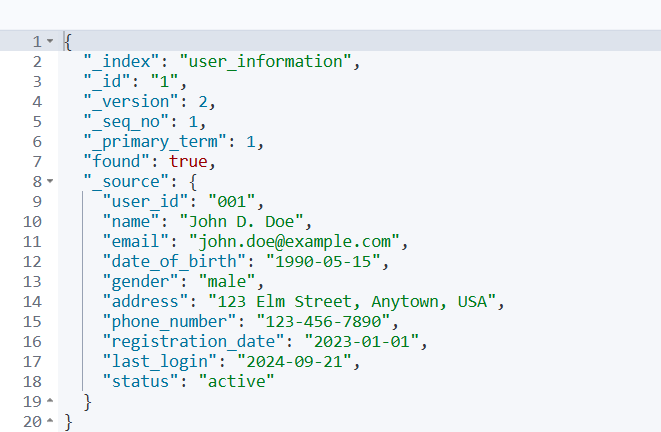 1 {
2 "_index": "user_information",
3 "_id": "1",
4 "_version": 2,
5 "_seq_no": 1,
6 "_primary_term": 1,
7 "found": true,
8 "_source": {
9 "user_id": "001",
10 "name": "John D. Doe",
11 "email": "john.doe@example.com",
12 "date_of_birth": "1990-05-15",
13 "gender": "male",
14 "address": "123 Elm Street, Anytown, USA",
15 "phone_number": "123-456-7890",
16 "registration_date": "2023-01-01",
17 "last_login": "2024-09-21",
18 "status": "active"
19 }
20 }